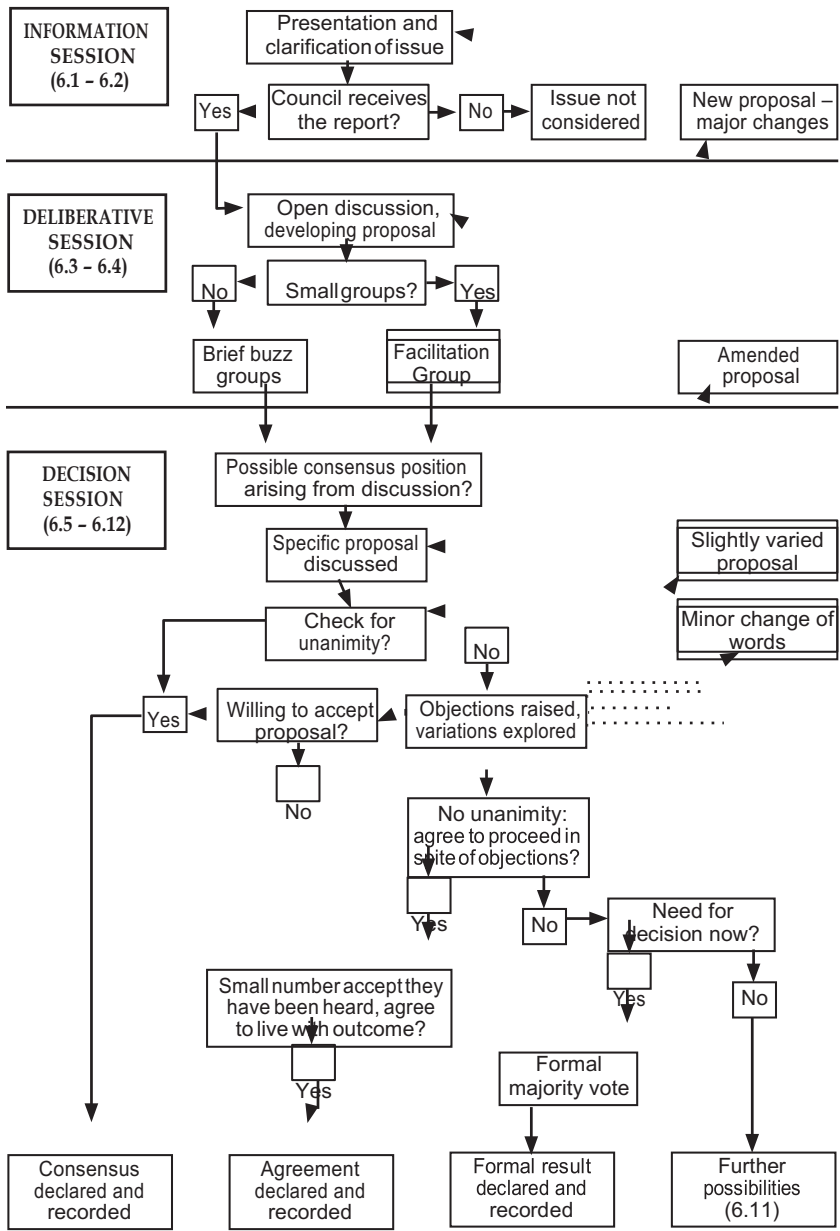 INFORMATION
SESSION
(6.1 – 6.2)
Presentation and
clarification of issue
Yes
Council receives
the report?
No
Issue not
considered
New proposal –
major changes
DELIBERATIVE
SESSION
(6.3 – 6.4)
Open discussion,
developing proposal
No
Small groups?
Yes
Brief buzz
groups
Facilitation
Group
Amended
proposal
DECISION
SESSION
(6.5 – 6.12)
Possible consensus position
arising from discussion?
Specific proposal
discussed
Slightly varied
proposal
Check for
unanimity?
No
Minor change of
words
Yes
Willing to accept
proposal?
Objections raised,
variations explored
No
No unanimity:
agree to proceed in
spite of objections?
Yes
No
Need for
decision now?
Yes
No
Small number accept they
have been heard, agree
to live with outcome?
Yes
Formal
majority vote
Consensus
declared and
recorded
Agreement
declared and
recorded
Formal result
declared and
recorded
Further
possibilities
(6.11)